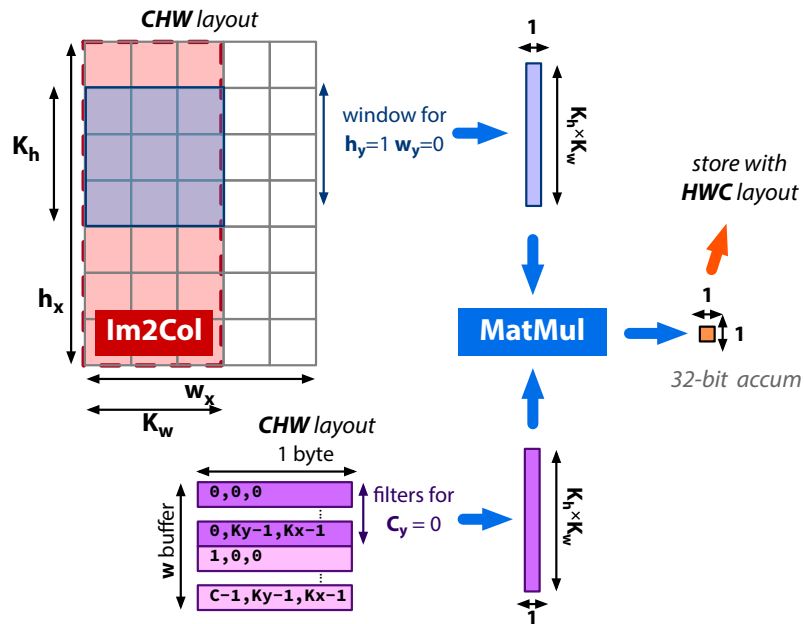 CHW layout
1
K_h
window for
h_y=1 w_y=0
K_h×K_w
store with
HWC layout
h_x
Im2Col
MatMul
1
1
32-bit accum
w_x
K_w
CHW layout
1 byte
w buffer
0,0,0
0,Ky-1,Kx-1
1,0,0
C-1,Ky-1,Kx-1
filters for
C_y = 0
K_h×K_w
1